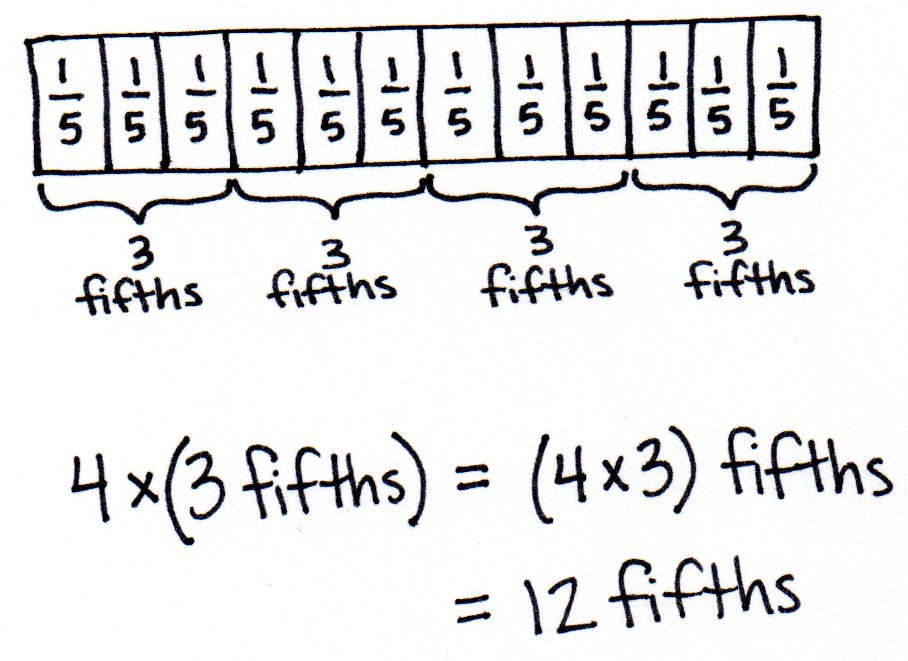 1/5 1/5 1/5 1/5 1/5 1/5 1/5 1/5 1/5 1/5 1/5 1/5
3 fifths 3 fifths 3 fifths 3 fifths
4 x (3 fifths) = (4 x 3) fifths
= 12 fifths